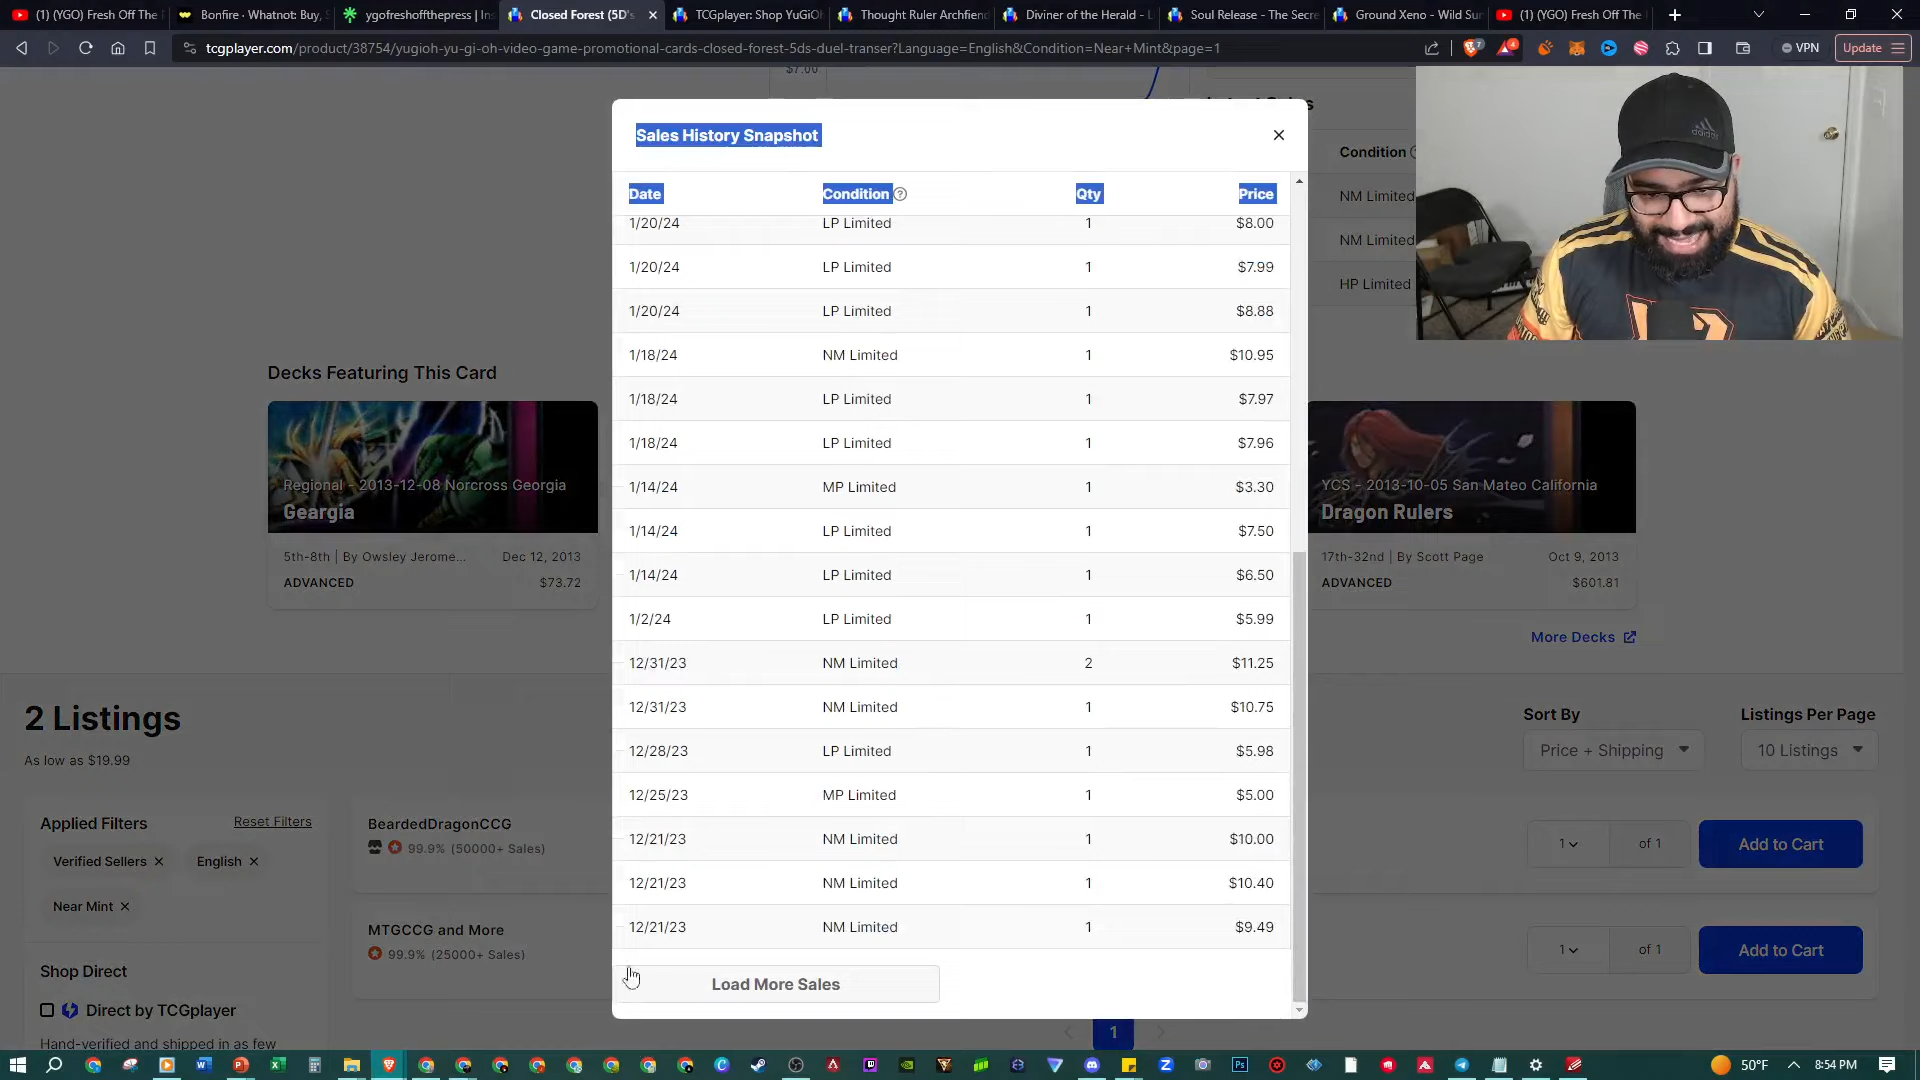 (1) (YGO) Fresh Off The
Bonfire · Whatnot: Buy,
ygofreshoffthepress | Ins
Closed Forest (5D's
TCGplayer: Shop YuGiOh
Thought Ruler Archfiend
Diviner of the Herald - L
Soul Release - The Secre
Ground Xeno - Wild Sur
(1) (YGO) Fresh Off The
tcgplayer.com/product/38754/yugioh-yu-gi-oh-video-game-promotional-cards-closed-forest-5ds-duel-transer?Language=English&Condition=Near+Mint&page=1
VPN
Update
$7.00
Sales History Snapshot
Date Condition Qty Price
1/20/24 LP Limited 1 $8.00
1/20/24 LP Limited 1 $7.99
1/20/24 LP Limited 1 $8.88
1/18/24 NM Limited 1 $10.95
1/18/24 LP Limited 1 $7.97
1/18/24 LP Limited 1 $7.96
1/14/24 MP Limited 1 $3.30
1/14/24 LP Limited 1 $7.50
1/14/24 LP Limited 1 $6.50
1/2/24 LP Limited 1 $5.99
12/31/23 NM Limited 2 $11.25
12/31/23 NM Limited 1 $10.75
12/28/23 LP Limited 1 $5.98
12/25/23 MP Limited 1 $5.00
12/21/23 NM Limited 1 $10.00
12/21/23 NM Limited 1 $10.40
12/21/23 NM Limited 1 $9.49
Load More Sales
Condition
NM Limited
NM Limited
HP Limited
Decks Featuring This Card
Regional - 2013-12-08 Norcross Georgia
Geargia
5th-8th | By Owsley Jerome... Dec 12, 2013
ADVANCED $73.72
YCS - 2013-10-05 San Mateo California
Dragon Rulers
17th-32nd | By Scott Page Oct 9, 2013
ADVANCED $601.81
More Decks
2 Listings
As low as $19.99
Sort By
Price + Shipping
Listings Per Page
10 Listings
Applied Filters Reset Filters
Verified Sellers
English
Near Mint
BeardedDragonCCG
99.9% (50000+ Sales)
1 of 1 Add to Cart
MTGCCG and More
99.9% (25000+ Sales)
1 of 1 Add to Cart
Shop Direct
Direct by TCGplayer
Hand-verified and shipped in as few
1
50°F
8:54 PM